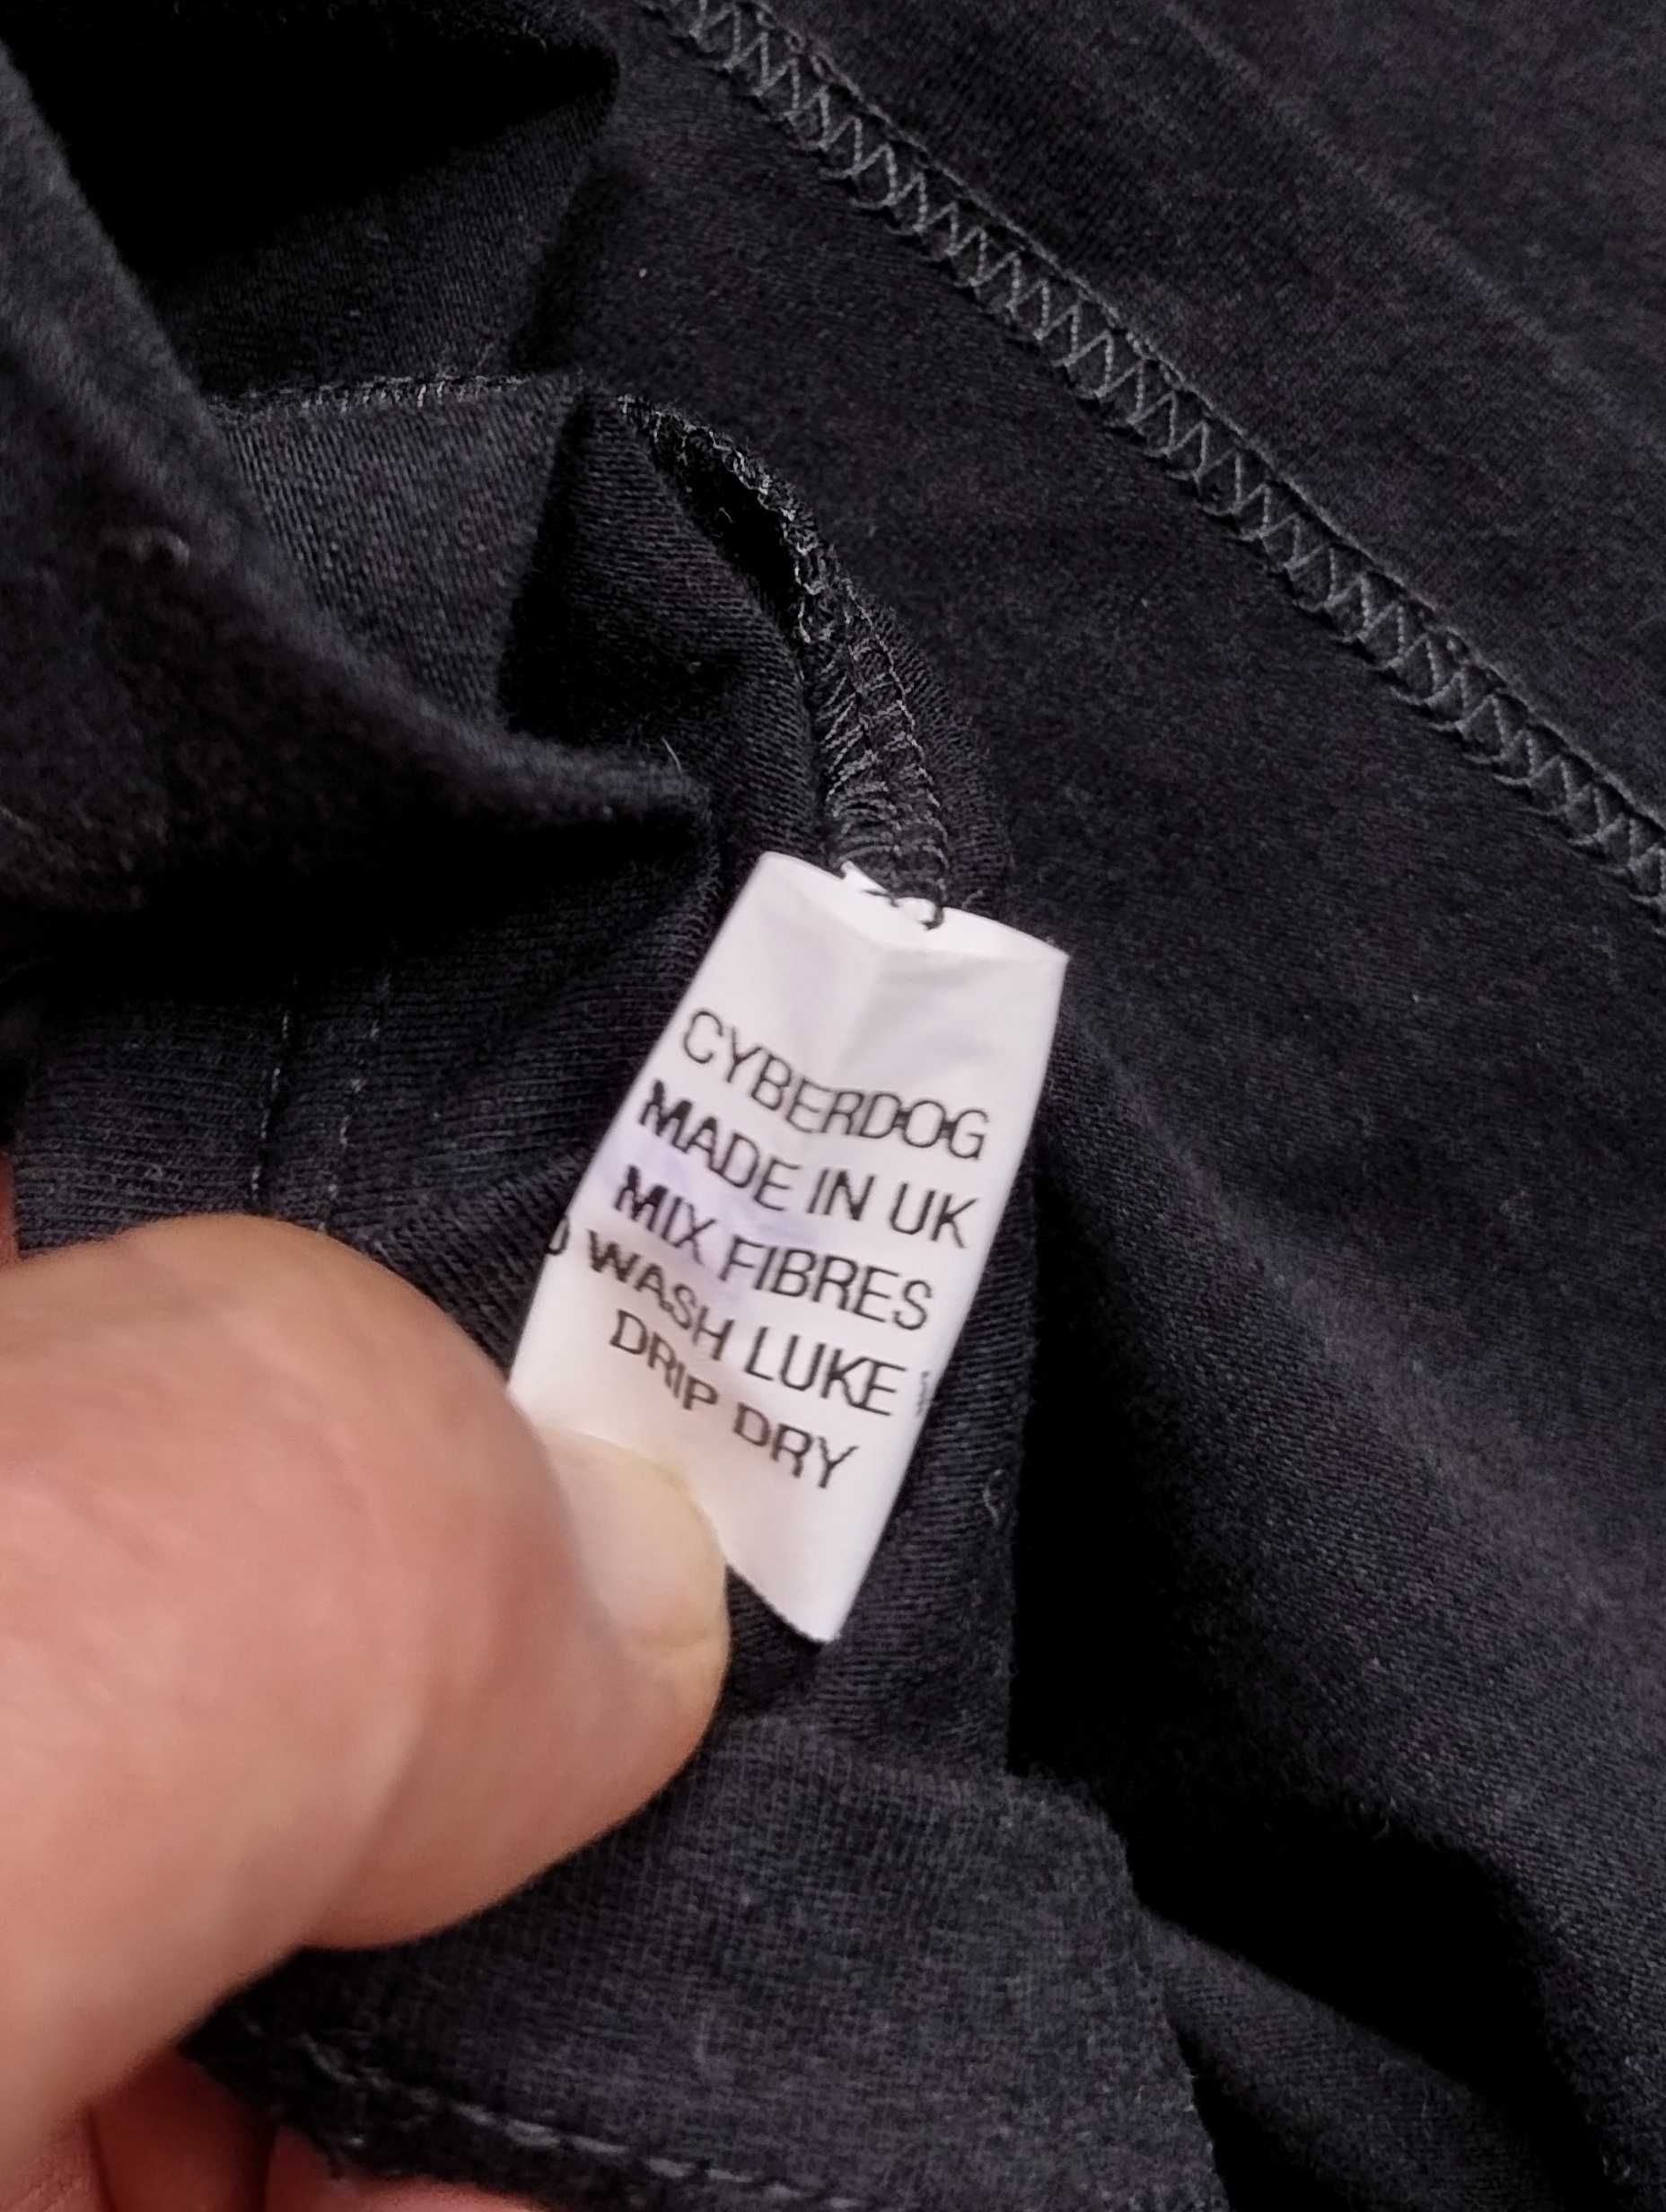 CYBERDOG
MADE IN UK
MIX FIBRES
D WASH LUKE
DRIP DRY